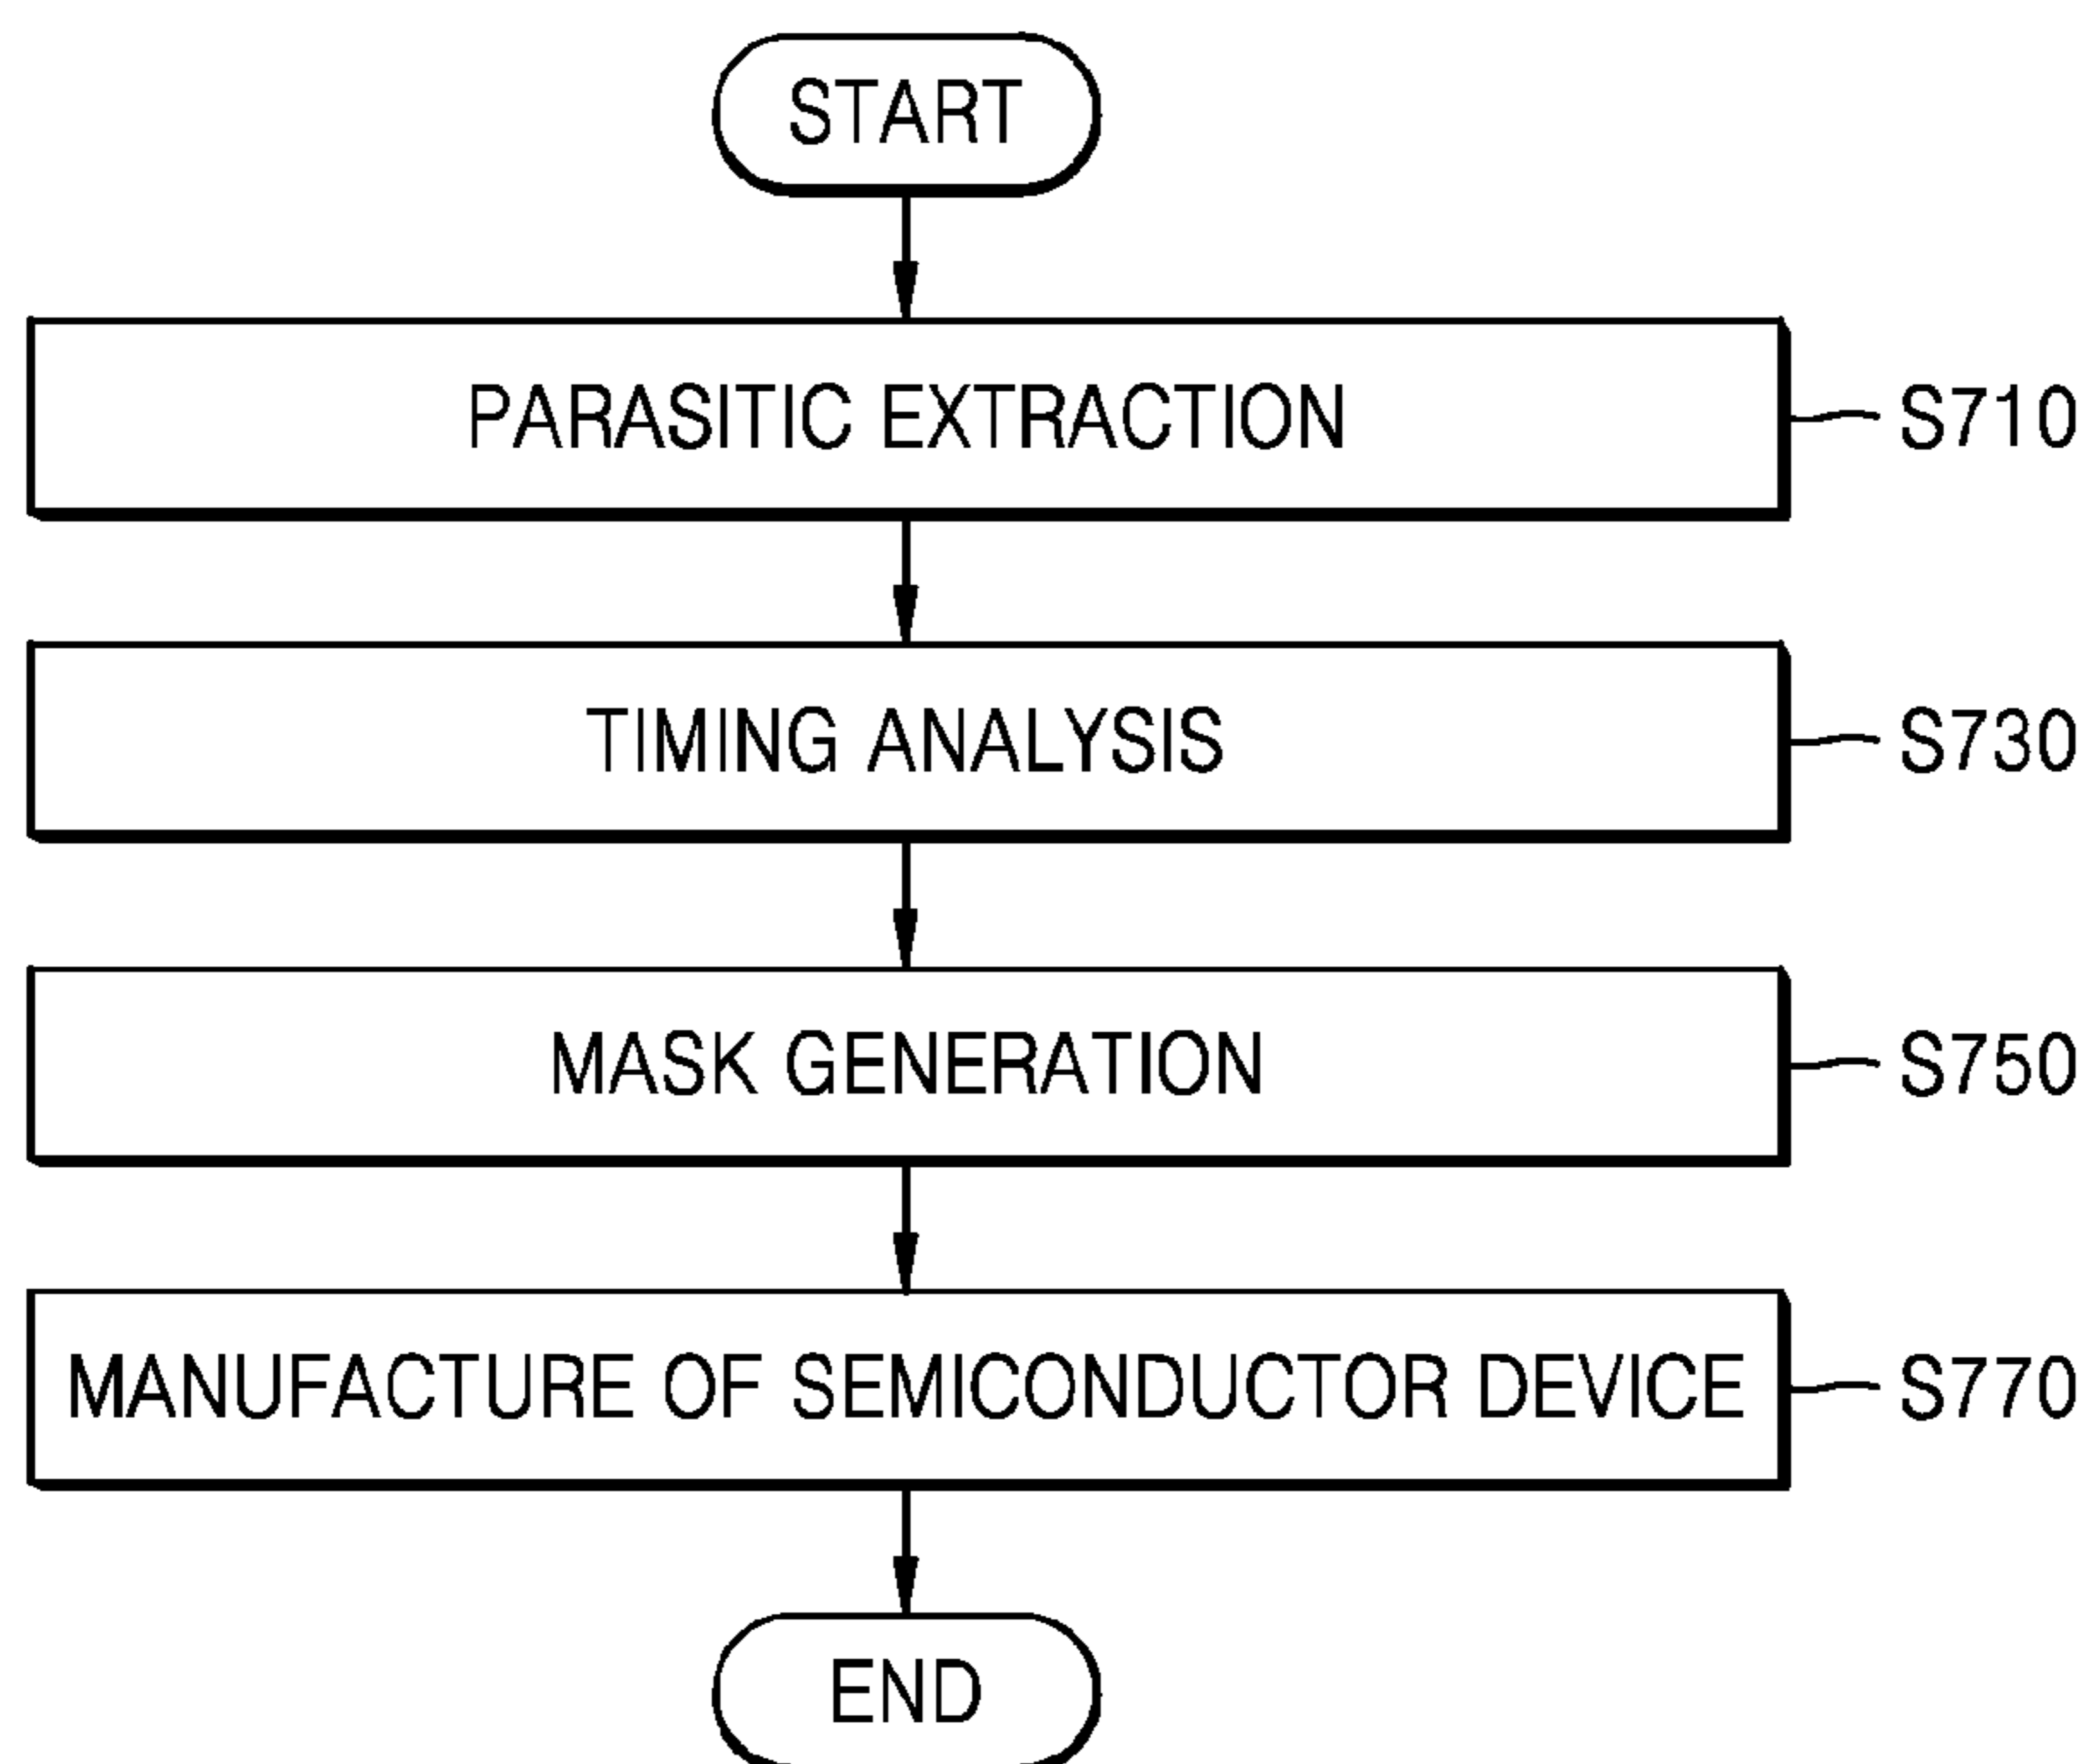 START
PARASITIC EXTRACTION
S710
TIMING ANALYSIS
S730
MASK GENERATION
S750
MANUFACTURE OF SEMICONDUCTOR DEVICE
S770
END